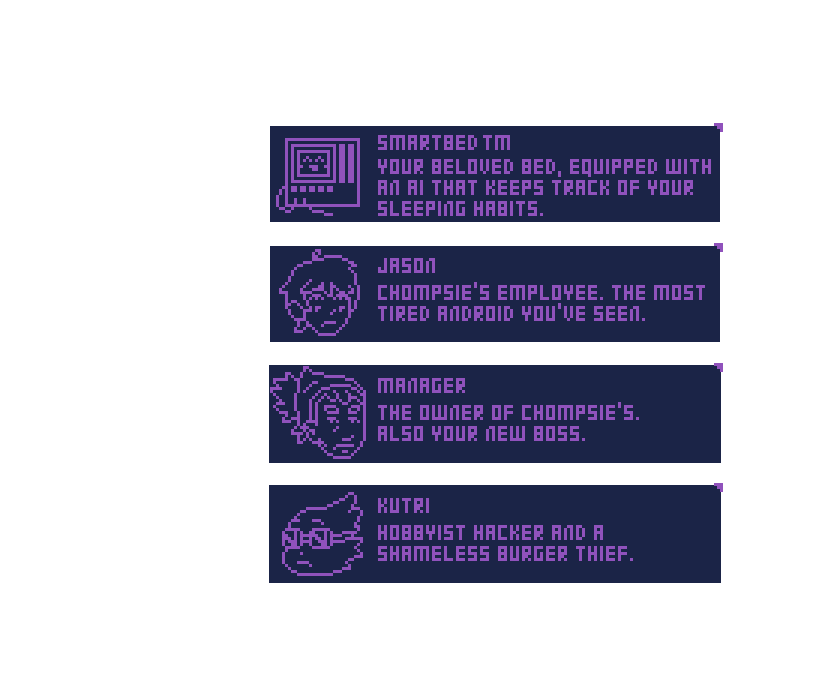 SMARTBED TM
YOUR BELOVED BED, EQUIPPED WITH
AN AI THAT KEEPS TRACK OF YOUR
SLEEPING HABITS.
JASON
CHOMPSIE'S EMPLOYEE. THE MOST
TIRED ANDROID YOU'VE SEEN.
MANAGER
THE OWNER OF CHOMPSIE'S.
ALSO YOUR NEW BOSS.
KUTRI
HOBBYIST HACKER AND A
SHAMELESS BURGER THIEF.